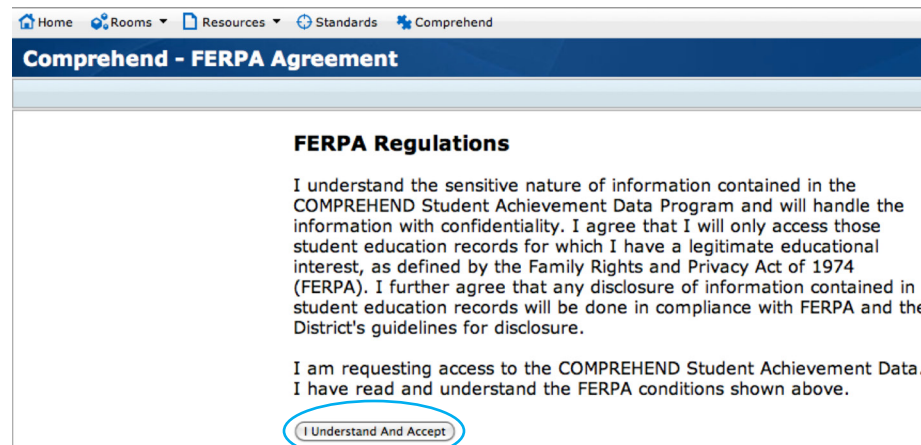 Home Rooms Resources Standards Comprehend
Comprehend - FERPA Agreement
FERPA Regulations
I understand the sensitive nature of information contained in the
COMPREHEND Student Achievement Data Program and will handle the
information with confidentiality. I agree that I will only access those
student education records for which I have a legitimate educational
interest, as defined by the Family Rights and Privacy Act of 1974
(FERPA). I further agree that any disclosure of information contained in
student education records will be done in compliance with FERPA and the
District's guidelines for disclosure.
I am requesting access to the COMPREHEND Student Achievement Data.
I have read and understand the FERPA conditions shown above.
I Understand And Accept